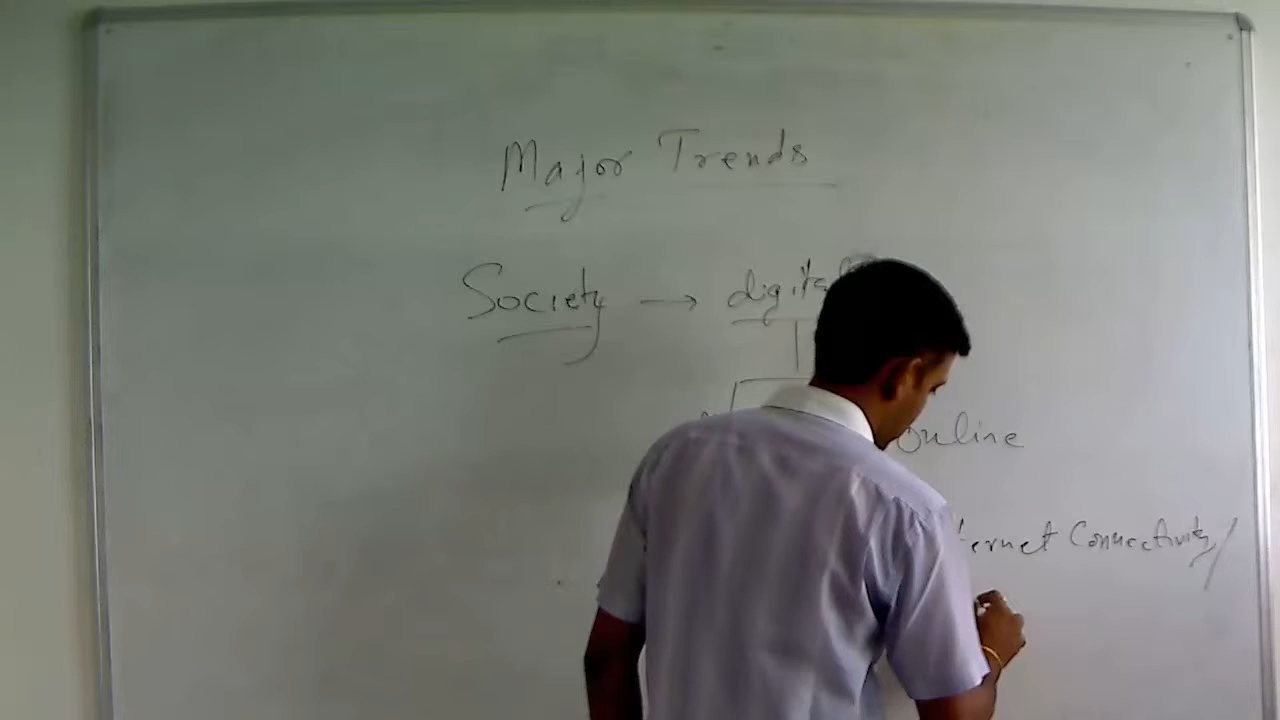 Major Trends
Society → digital
online
ternet Connectivity/